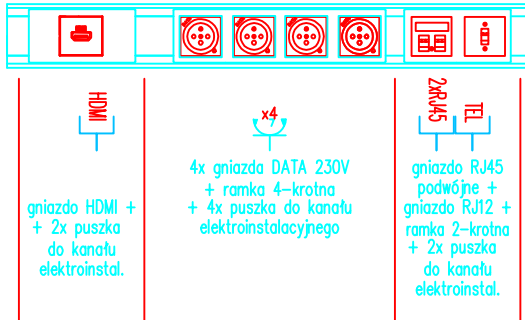 HDMI
gniazdo HDMI +
+ 2x puszka
do kanału
elektroinstal.
x4
4x gniazda DATA 230V
+ ramka 4-krotna
+ 4x puszka do kanału
elektroinstalacyjnego
2xRJ45
TEL
gniazdo RJ45
podwójne +
gniazdo RJ12 +
ramka 2-krotna
+ 2x puszka
do kanału
elektroinstal.